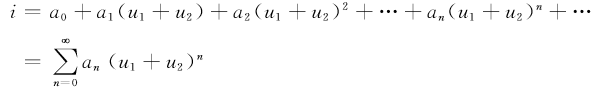 i = a₀ + a₁(u₁ + u₂) + a₂(u₁ + u₂)² + ··· + aₙ(u₁ + u₂)ⁿ + ···
= ∑_{n=0}^{∞} aₙ (u₁ + u₂)ⁿ